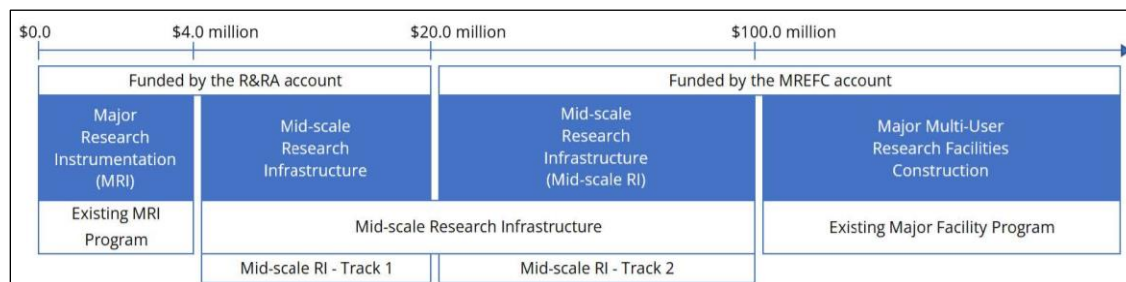 $0.0
$4.0 million
$20.0 million
$100.0 million
Funded by the R&RA account
Funded by the MREFC account
Major
Research
Instrumentation
(MRI)
Mid-scale
Research
Infrastructure
Mid-scale
Research
Infrastructure
(Mid-scale RI)
Major Multi-User
Research Facilities
Construction
Existing MRI
Program
Mid-scale Research Infrastructure
Existing Major Facility Program
Mid-scale RI - Track 1
Mid-scale RI - Track 2